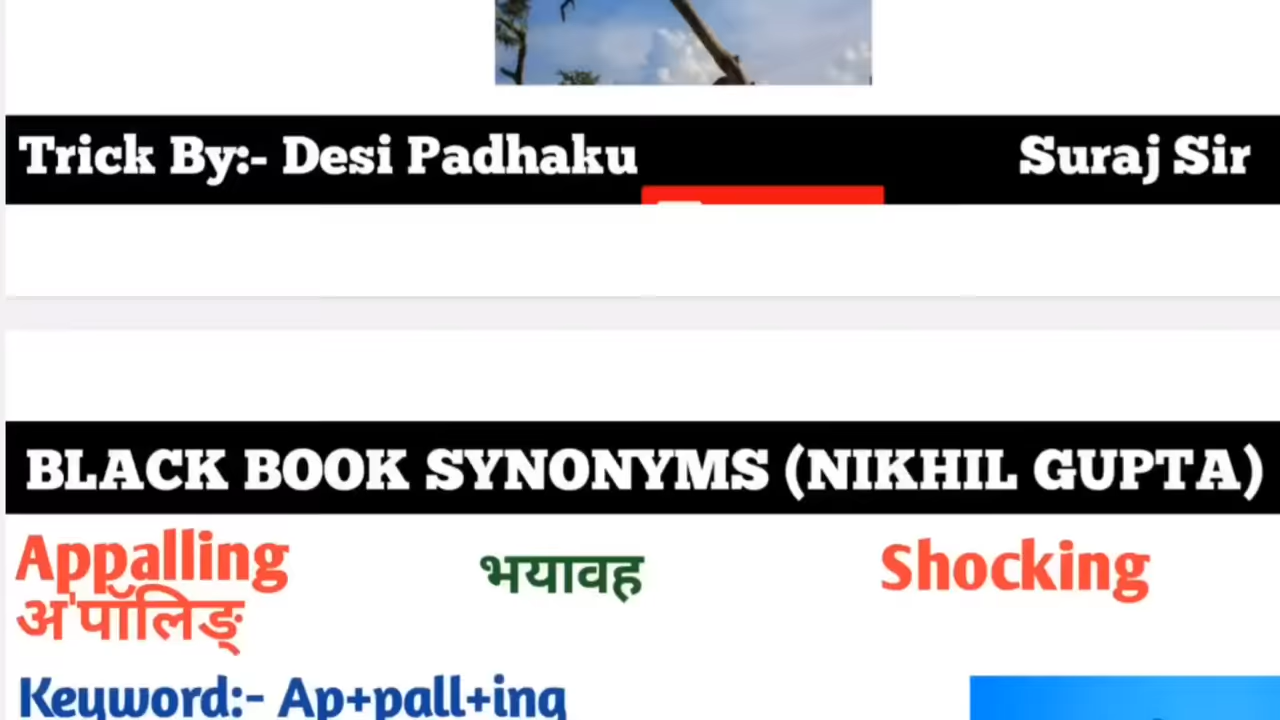 Trick By:- Desi Padhaku Suraj Sir
BLACK BOOK SYNONYMS (NIKHIL GUPTA)
Appalling भयावह Shocking
अ'पॉलिङ्
Keyword:- Ap+pall+ing